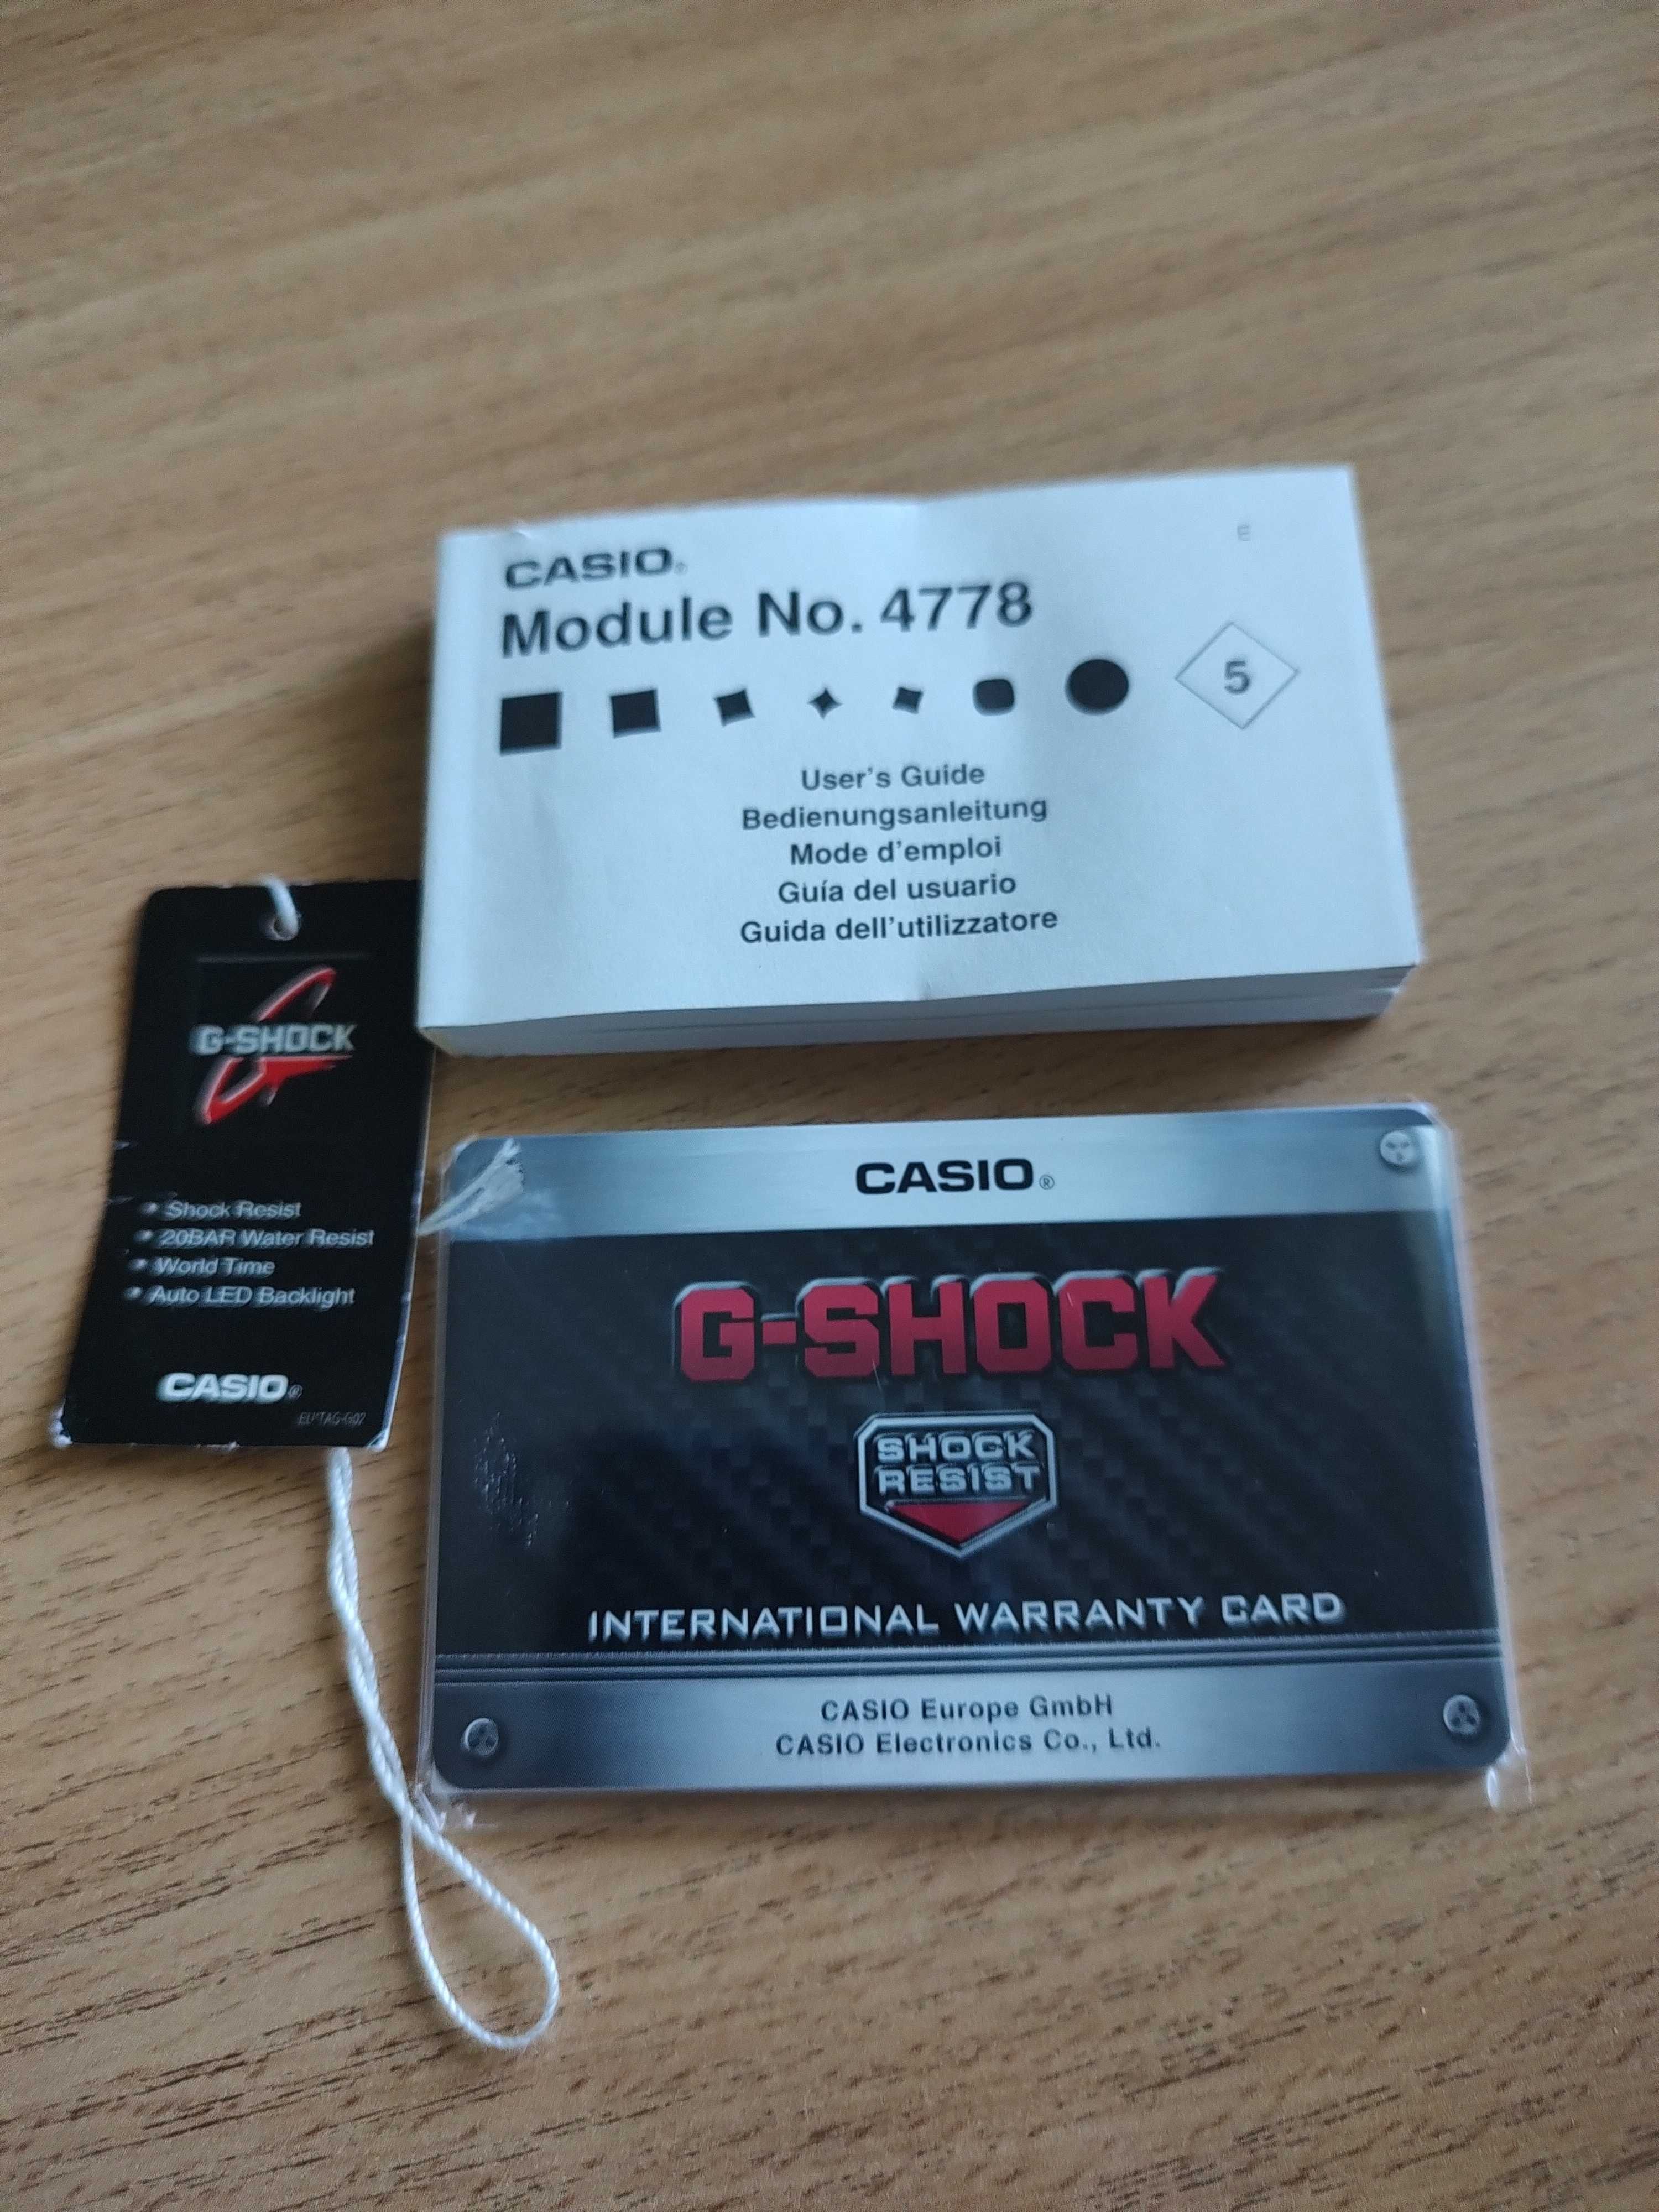 CASIO®
Module No. 4778
E
5
User's Guide
Bedienungsanleitung
Mode d'emploi
Guía del usuario
Guida dell'utilizzatore
G-SHOCK
• Shock Resist
• 20BAR Water Resist
• World Time
• Auto LED Backlight
CASIO®
CASIO®
G-SHOCK
SHOCK
RESIST
INTERNATIONAL WARRANTY CARD
CASIO Europe GmbH
CASIO Electronics Co., Ltd.